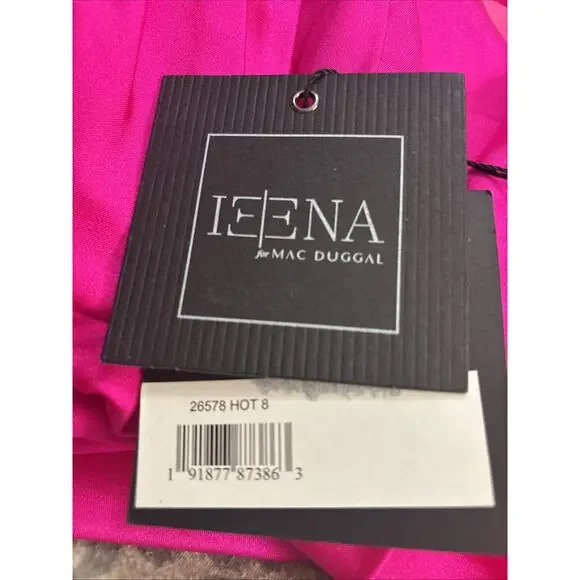 IEENA
for MAC DUGGAL
26578 HOT 8
1 91877 87386 3